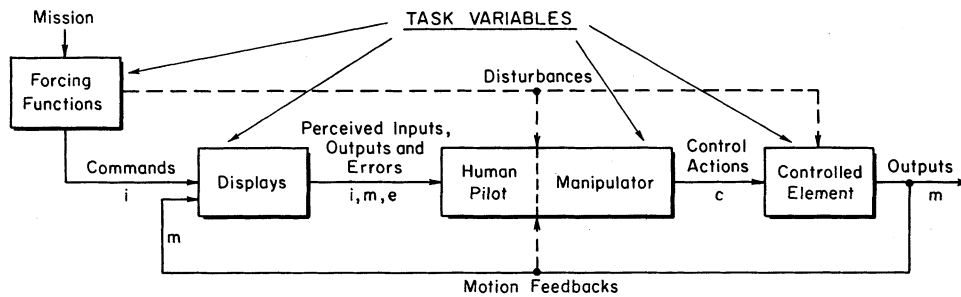 Mission
TASK VARIABLES
Forcing
Functions
Disturbances
Commands
i
Displays
Perceived Inputs,
Outputs and
Errors
i,m,e
Human
Pilot
Manipulator
Control
Actions
c
Controlled
Element
Outputs
m
m
Motion Feedbacks